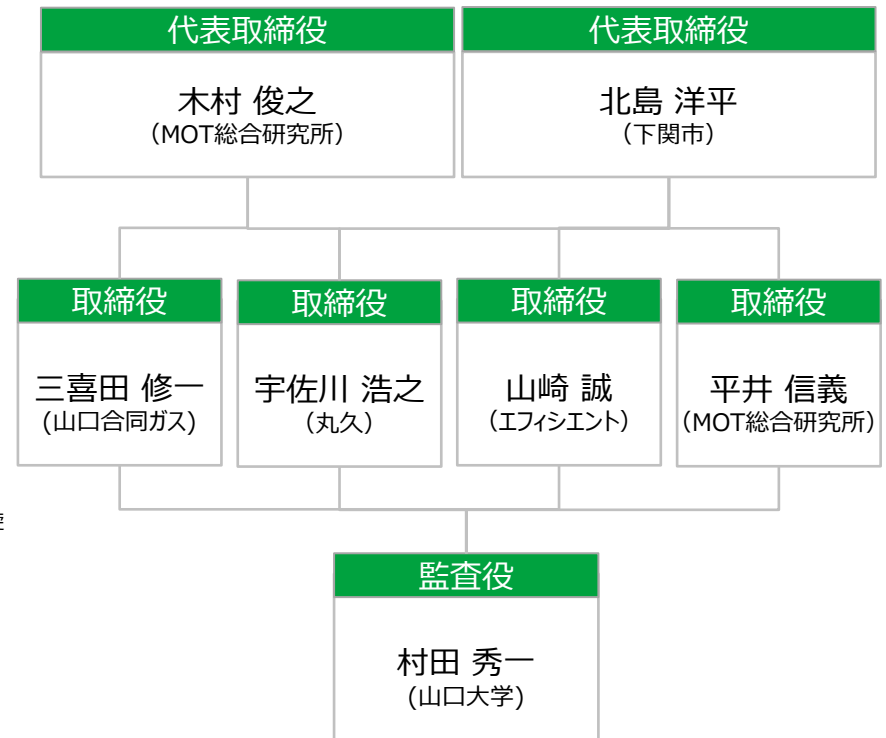 代表取締役
木村 俊之
（MOT総合研究所）
代表取締役
北島 洋平
（下関市）
取締役
三喜田 修一
(山口合同ガス)
取締役
宇佐川 浩之
（丸久）
取締役
山崎 誠
（エフィシエント）
取締役
平井 信義
（MOT総合研究所）
監査役
村田 秀一
(山口大学)